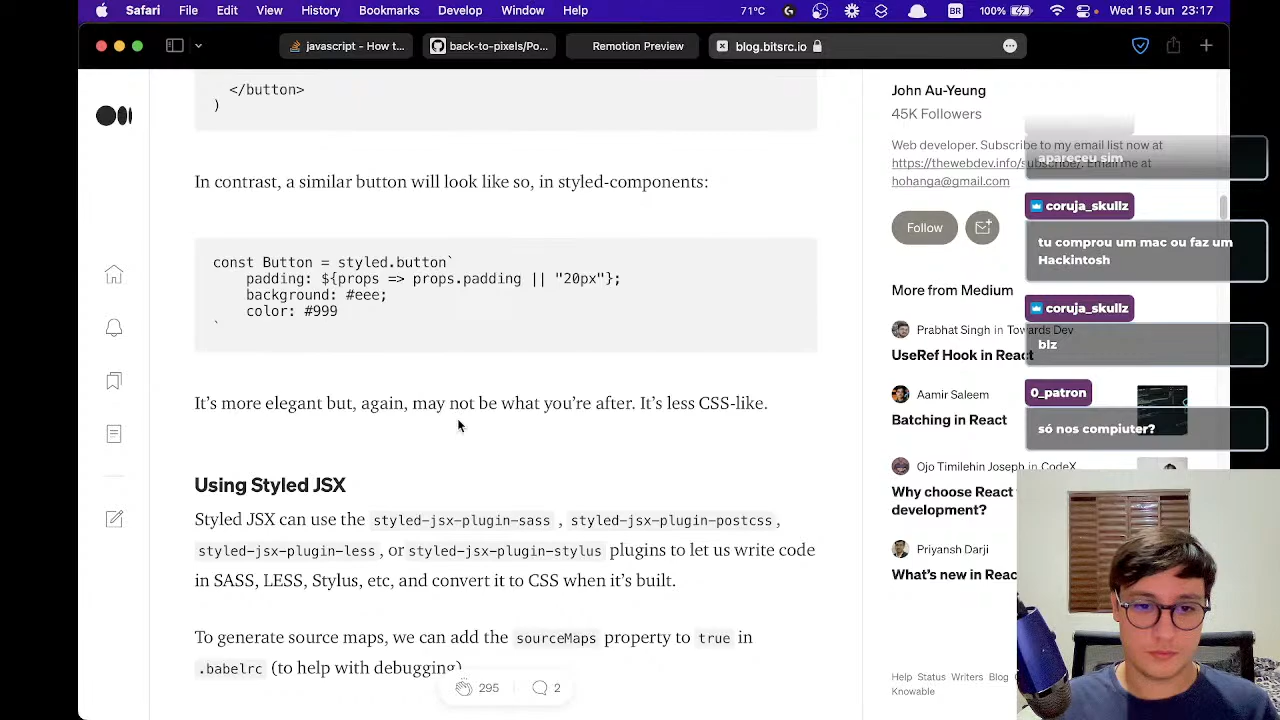 Safari File Edit View History Bookmarks Develop Window Help 71°C BR 100% Wed 15 Jun 23:17
javascript - How t... back-to-pixels/Po... Remotion Preview blog.bitsrc.io
</button>
)
In contrast, a similar button will look like so, in styled-components:
const Button = styled.button`
padding: ${props => props.padding || "20px"};
background: #eee;
color: #999
`
It's more elegant but, again, may not be what you're after. It's less CSS-like.
Using Styled JSX
Styled JSX can use the styled-jsx-plugin-sass , styled-jsx-plugin-postcss ,
styled-jsx-plugin-less , or styled-jsx-plugin-stylus plugins to let us write code
in SASS, LESS, Stylus, etc, and convert it to CSS when it's built.
To generate source maps, we can add the sourceMaps property to true in
.babelrc (to help with debugging)
295 2
John Au-Yeung
45K Followers
Web developer. Subscribe to my email list now at
https://thewebdev.info/subscribe/. Email me at
hohanga@gmail.com
Follow
More from Medium
Prabhat Singh in Towards Dev
UseRef Hook in React
Aamir Saleem
Batching in React
Ojo Timilehin Joseph in CodeX
Why choose React
development?
Priyansh Darji
What's new in Reac
Help Status Writers Blog
Knowable
apareceu sim
coruja_skullz
tu comprou um mac ou faz um
Hackintosh
coruja_skullz
blz
0_patron
só nos compiuter?